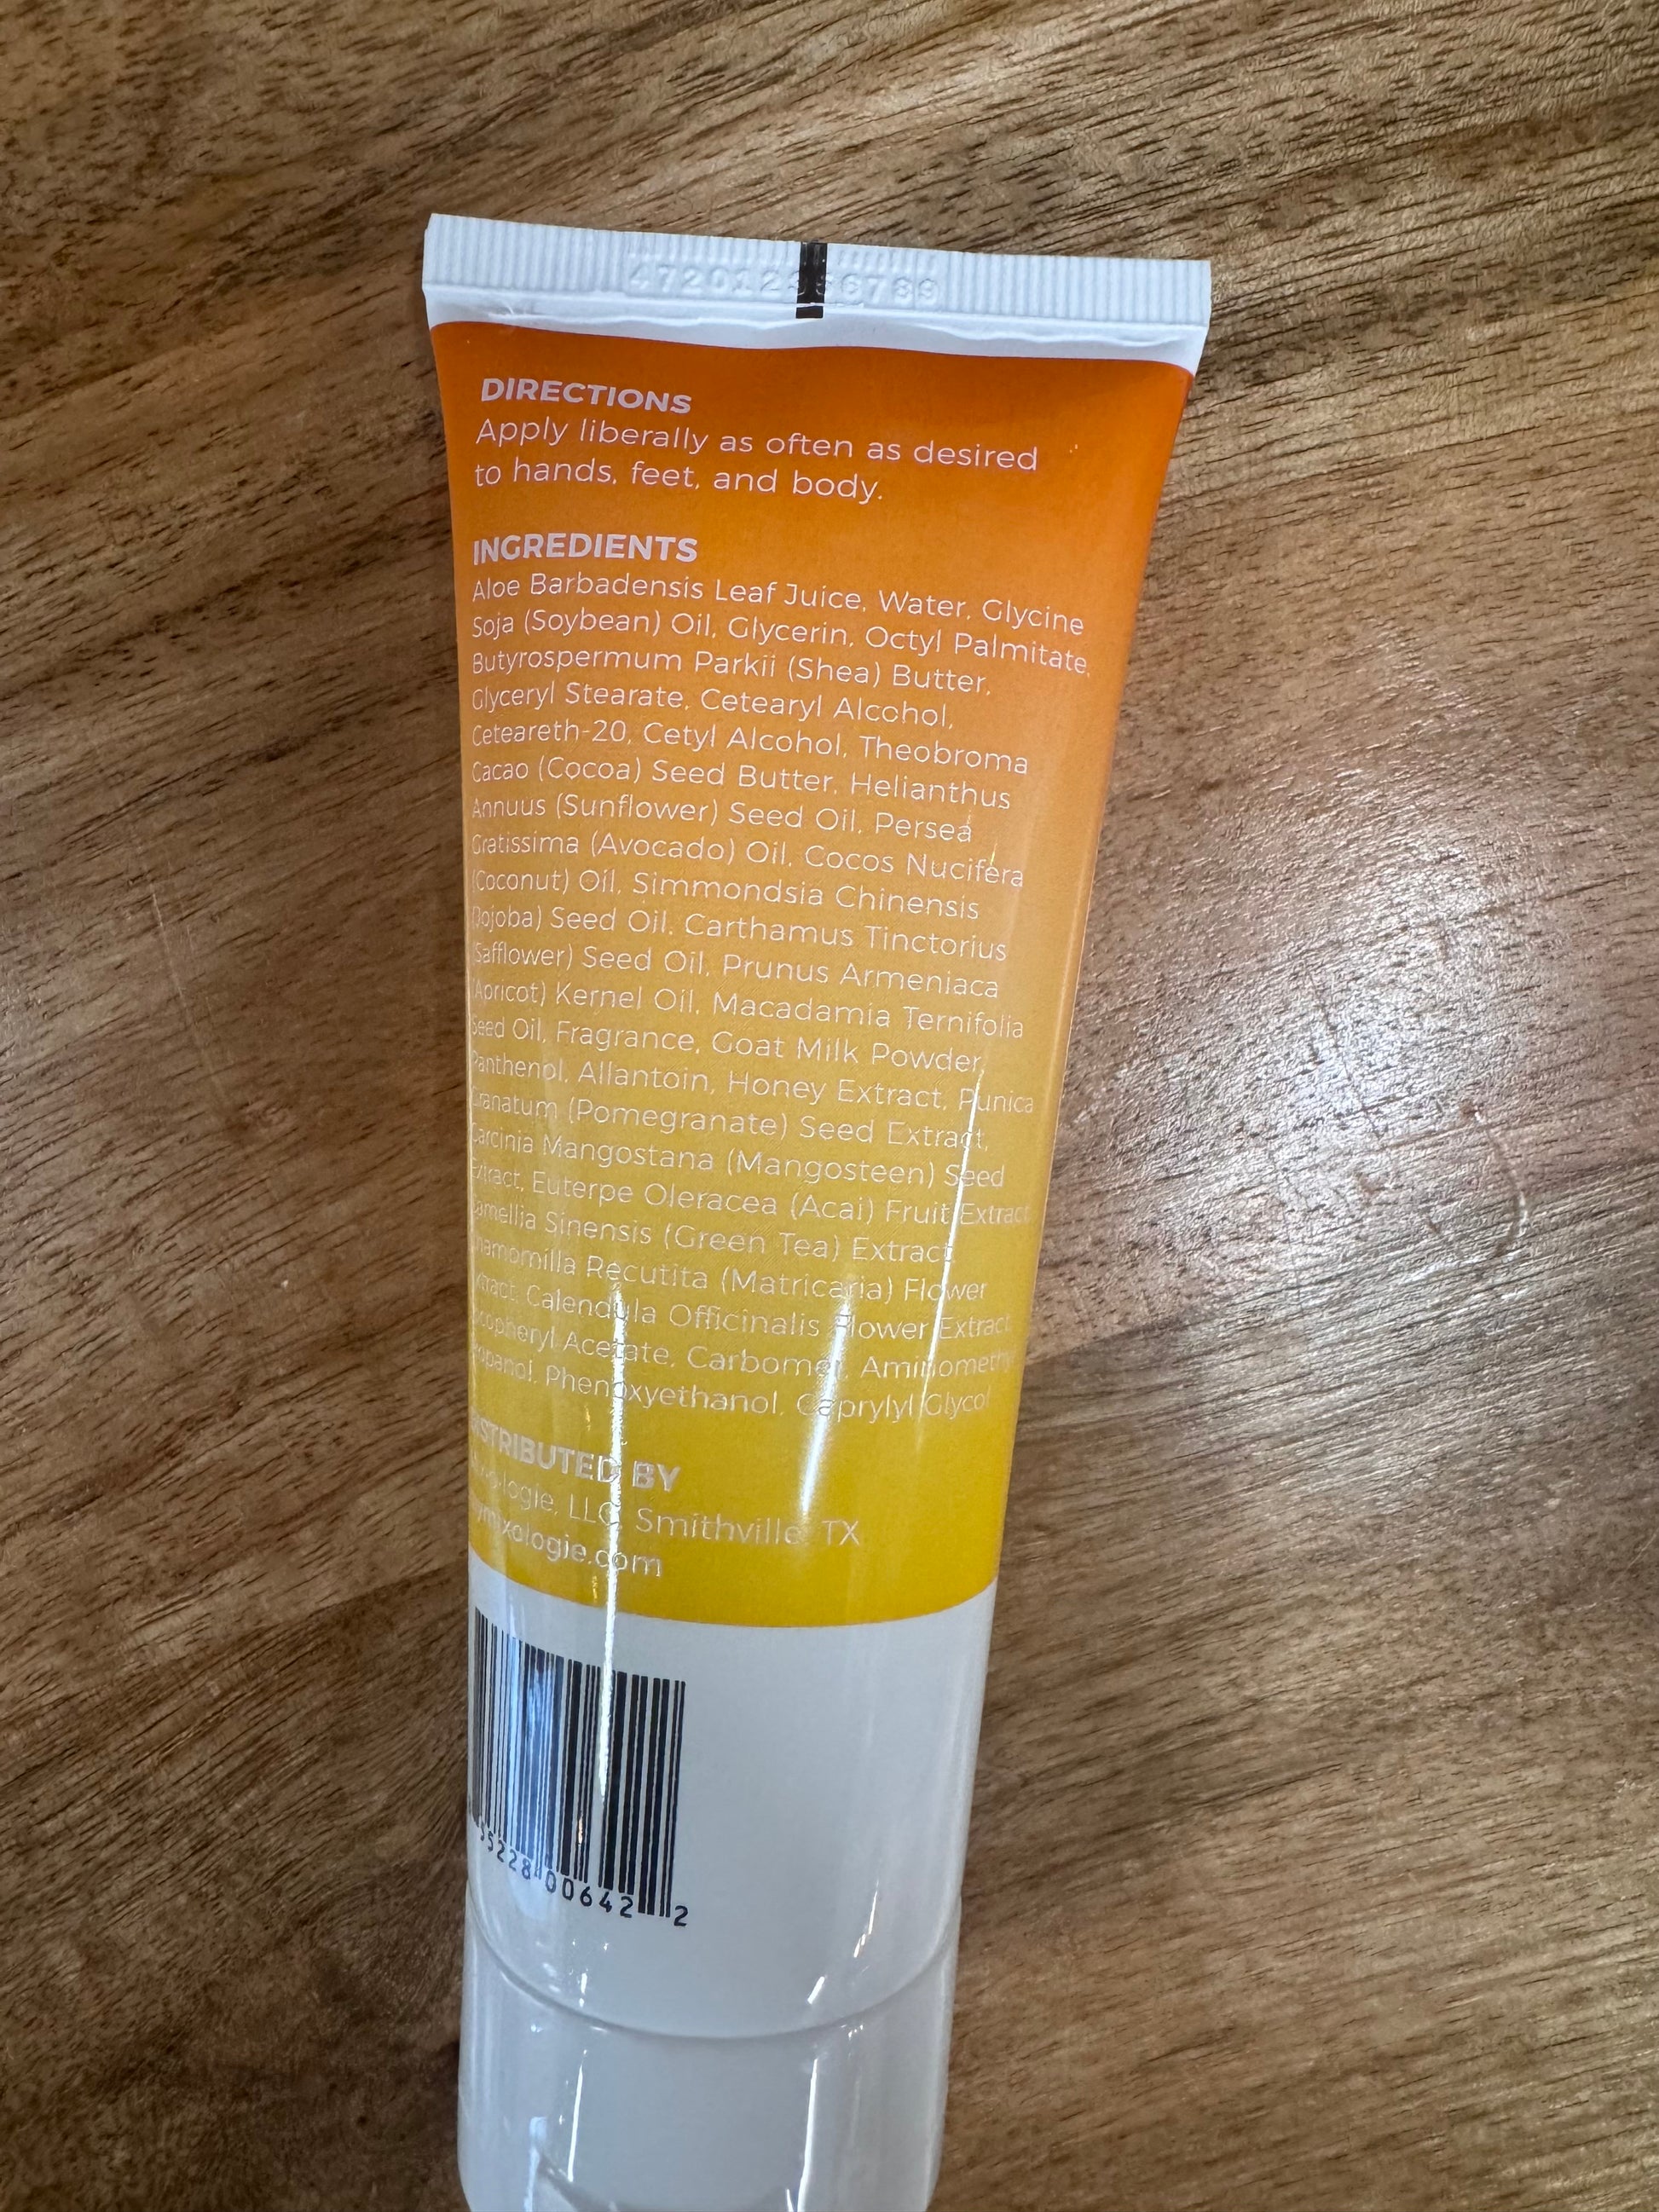 DIRECTIONS
Apply liberally as often as desired
to hands, feet, and body.
INGREDIENTS
Aloe Barbadensis Leaf Juice, Water, Glycine
Soja (Soybean) Oil, Glycerin, Octyl Palmitate,
Butyrospermum Parkii (Shea) Butter,
Glyceryl Stearate, Cetearyl Alcohol,
Ceteareth-20, Cetyl Alcohol, Theobroma
Cacao (Cocoa) Seed Butter, Helianthus
Annuus (Sunflower) Seed Oil, Persea
Gratissima (Avocado) Oil, Cocos Nucifera
(Coconut) Oil, Simmondsia Chinensis
(Jojoba) Seed Oil, Carthamus Tinctorius
(Safflower) Seed Oil, Prunus Armeniaca
(Apricot) Kernel Oil, Macadamia Ternifolia
Seed Oil, Fragrance, Goat Milk Powder,
Panthenol, Allantoin, Honey Extract, Punica
Granatum (Pomegranate) Seed Extract,
Garcinia Mangostana (Mangosteen) Seed
Extract, Euterpe Oleracea (Acai) Fruit Extract,
Camellia Sinensis (Green Tea) Extract,
Chamomilla Recutita (Matricaria) Flower
Extract, Calendula Officinalis Flower Extract,
Tocopheryl Acetate, Carbomer, Aminomethyl
Propanol, Phenoxyethanol, Caprylyl Glycol
DISTRIBUTED BY
Mixologie, LLC, Smithville, TX
mymixologie.com
55228 00642 2